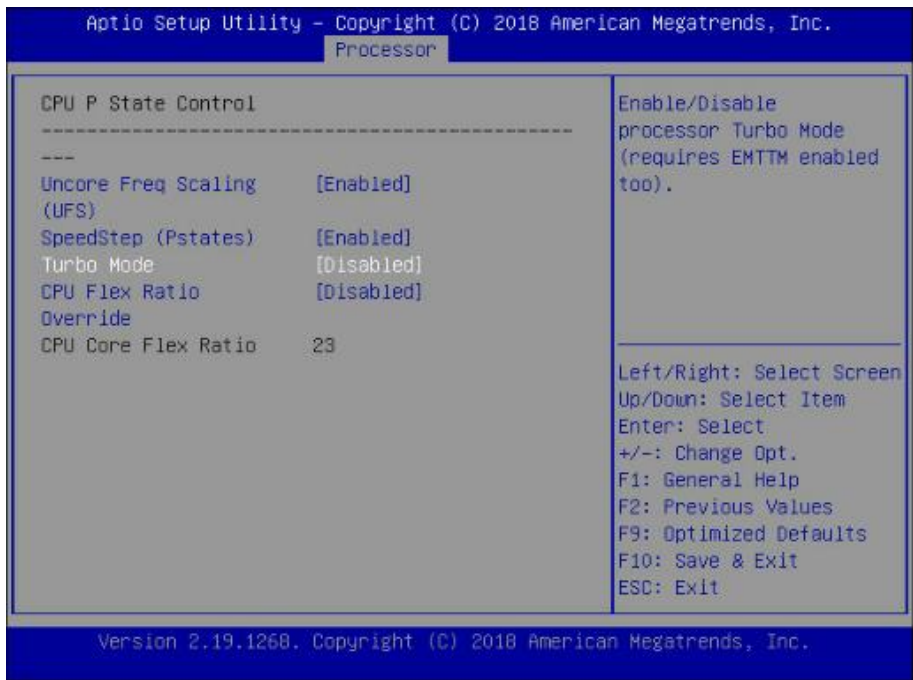 Aptio Setup Utility – Copyright (C) 2018 American Megatrends, Inc.
Processor
CPU P State Control
-----------------------------------------------
---
Uncore Freq Scaling [Enabled]
(UFS)
SpeedStep (Pstates) [Enabled]
Turbo Mode [Disabled]
CPU Flex Ratio [Disabled]
Override
CPU Core Flex Ratio 23
Enable/Disable
processor Turbo Mode
(requires EMTTM enabled
too).
Left/Right: Select Screen
Up/Down: Select Item
Enter: Select
+/-: Change Opt.
F1: General Help
F2: Previous Values
F9: Optimized Defaults
F10: Save & Exit
ESC: Exit
Version 2.19.1268. Copyright (C) 2018 American Megatrends, Inc.